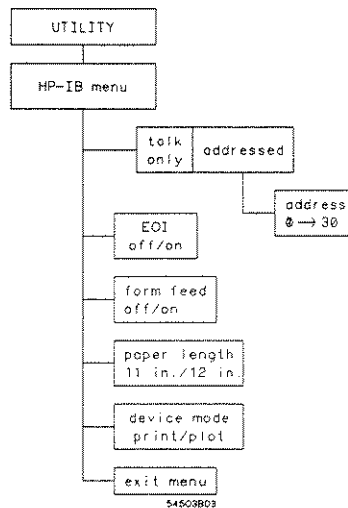 UTILITY
HP-IB menu
talk only
addressed
address
0 → 30
EOI
off/on
form feed
off/on
paper length
11 in./12 in.
device mode
print/plot
exit menu
54503B03